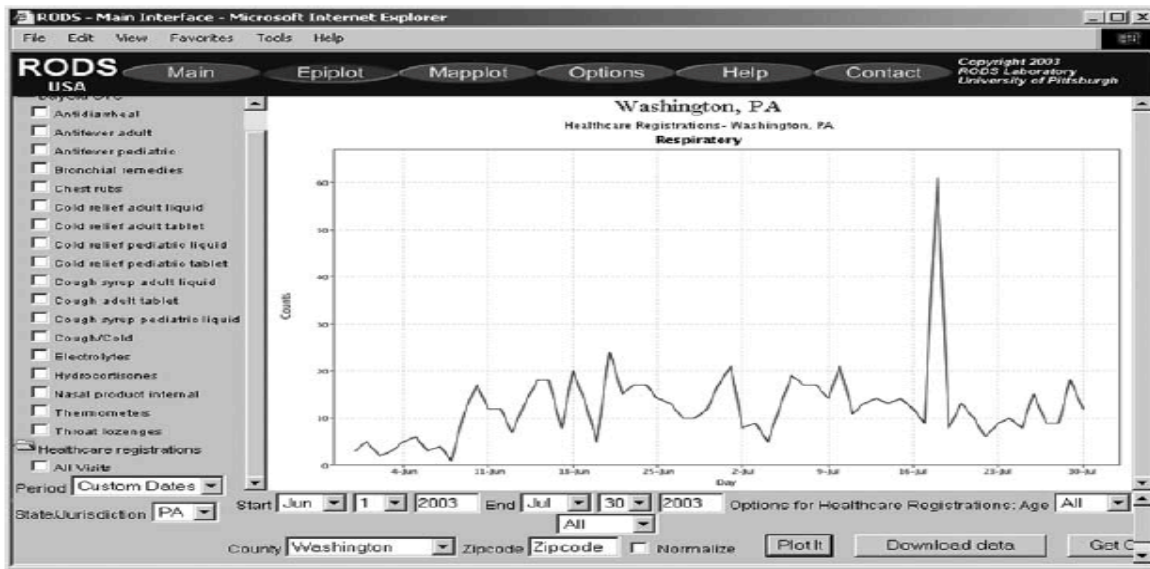 RODS - Main Interface - Microsoft Internet Explorer
File Edit View Favorites Tools Help
RODS
USA
Main Epiplot Mapplot Options Help Contact
Copyright 2003
RODS Laboratory
University of Pittsburgh
Antidiarrheal
Antifever adult
Antifever pediatric
Bronchial remedies
Chest rubs
Cold relief adult liquid
Cold relief adult tablet
Cold relief pediatric liquid
Cold relief pediatric tablet
Cough syrup adult liquid
Cough adult tablet
Cough syrup pediatric liquid
Cough/Cold
Electrolytes
Hydrocortisones
Nasal product internal
Thermometers
Throat lozenges
Healthcare registrations
All Visits
Period Custom Dates
State/Jurisdiction PA
Washington, PA
Healthcare Registrations- Washington, PA
Respiratory
Counts
60
50
40
30
20
10
0
4-Jun 11-Jun 18-Jun 25-Jun 2-Jul 9-Jul 16-Jul 23-Jul 30-Jul
Day
Start Jun 1 2003 End Jul 30 2003 Options for Healthcare Registrations: Age All
All
County Washington Zipcode Zipcode Normalize Plot It Download data Get